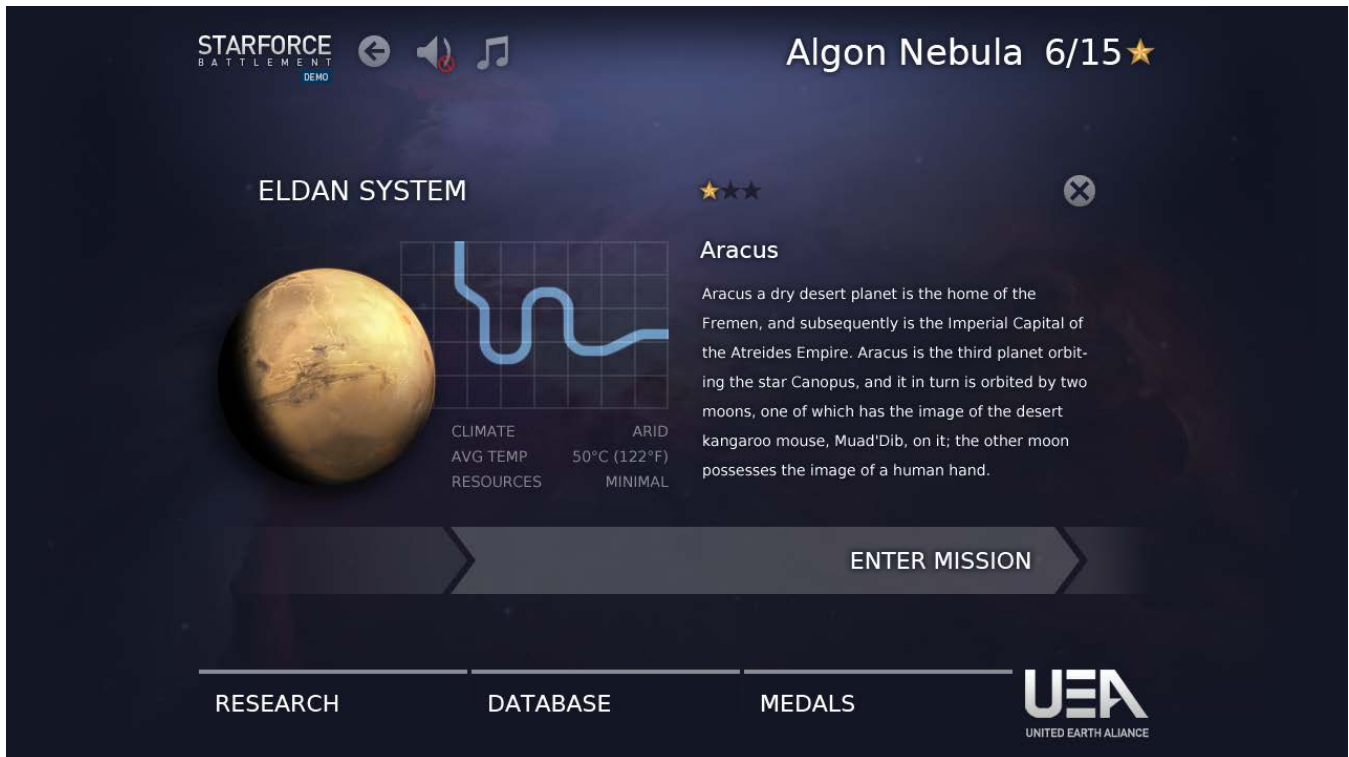 STARFORCE
BATTLEMENT
DEMO
Algon Nebula 6/15
ELDAN SYSTEM
Aracus
Aracus a dry desert planet is the home of the
Fremen, and subsequently is the Imperial Capital of
the Atreides Empire. Aracus is the third planet orbit-
ing the star Canopus, and it in turn is orbited by two
moons, one of which has the image of the desert
kangaroo mouse, Muad'Dib, on it; the other moon
possesses the image of a human hand.
CLIMATE ARID
AVG TEMP 50°C (122°F)
RESOURCES MINIMAL
ENTER MISSION
RESEARCH
DATABASE
MEDALS
UEA
UNITED EARTH ALIANCE